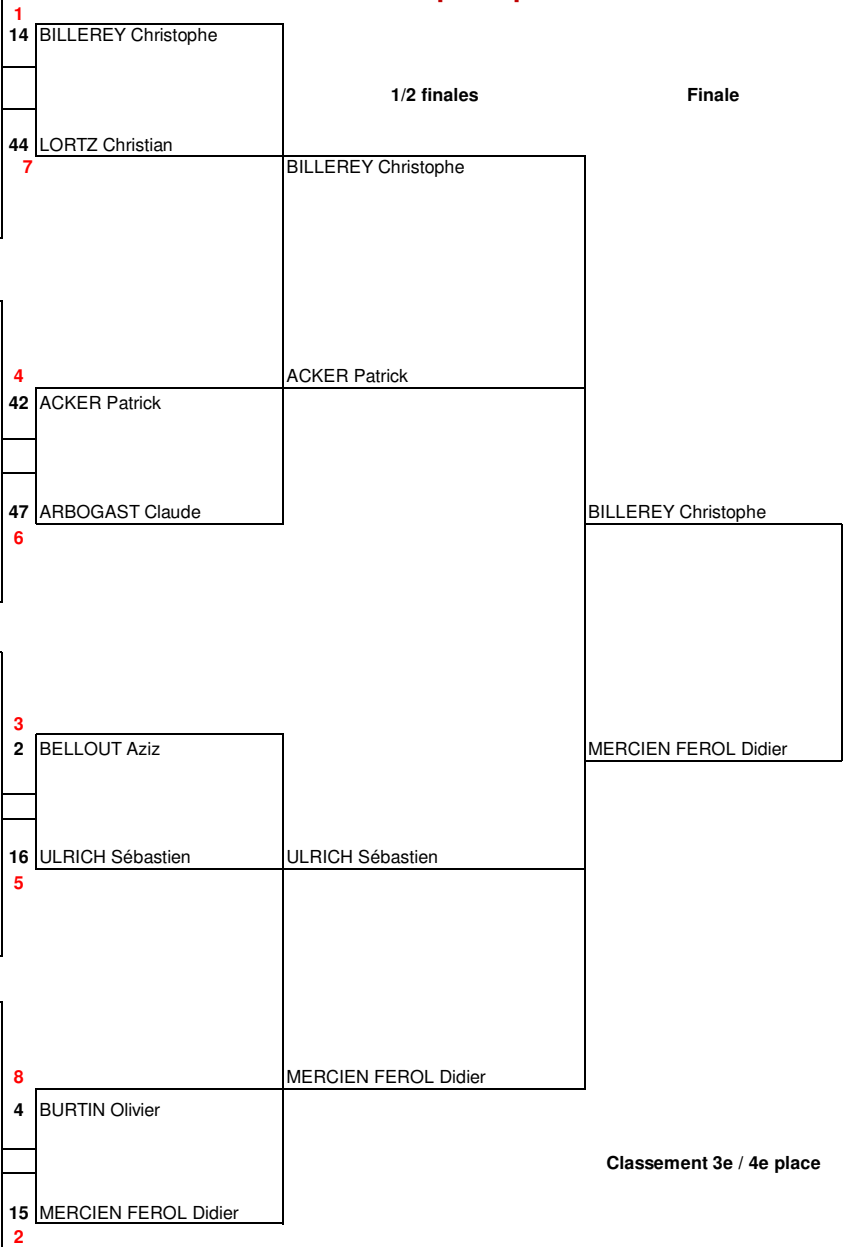 1
14 BILLEREY Christophe
1/2 finales Finale
44 LORTZ Christian
7 BILLEREY Christophe
4 ACKER Patrick
42 ACKER Patrick
47 ARBOGAST Claude BILLEREY Christophe
6
3
2 BELLOUT Aziz MERCIEN FEROL Didier
16 ULRICH Sébastien ULRICH Sébastien
5
8 MERCIEN FEROL Didier
4 BURTIN Olivier
Classement 3e / 4e place
15 MERCIEN FEROL Didier
2